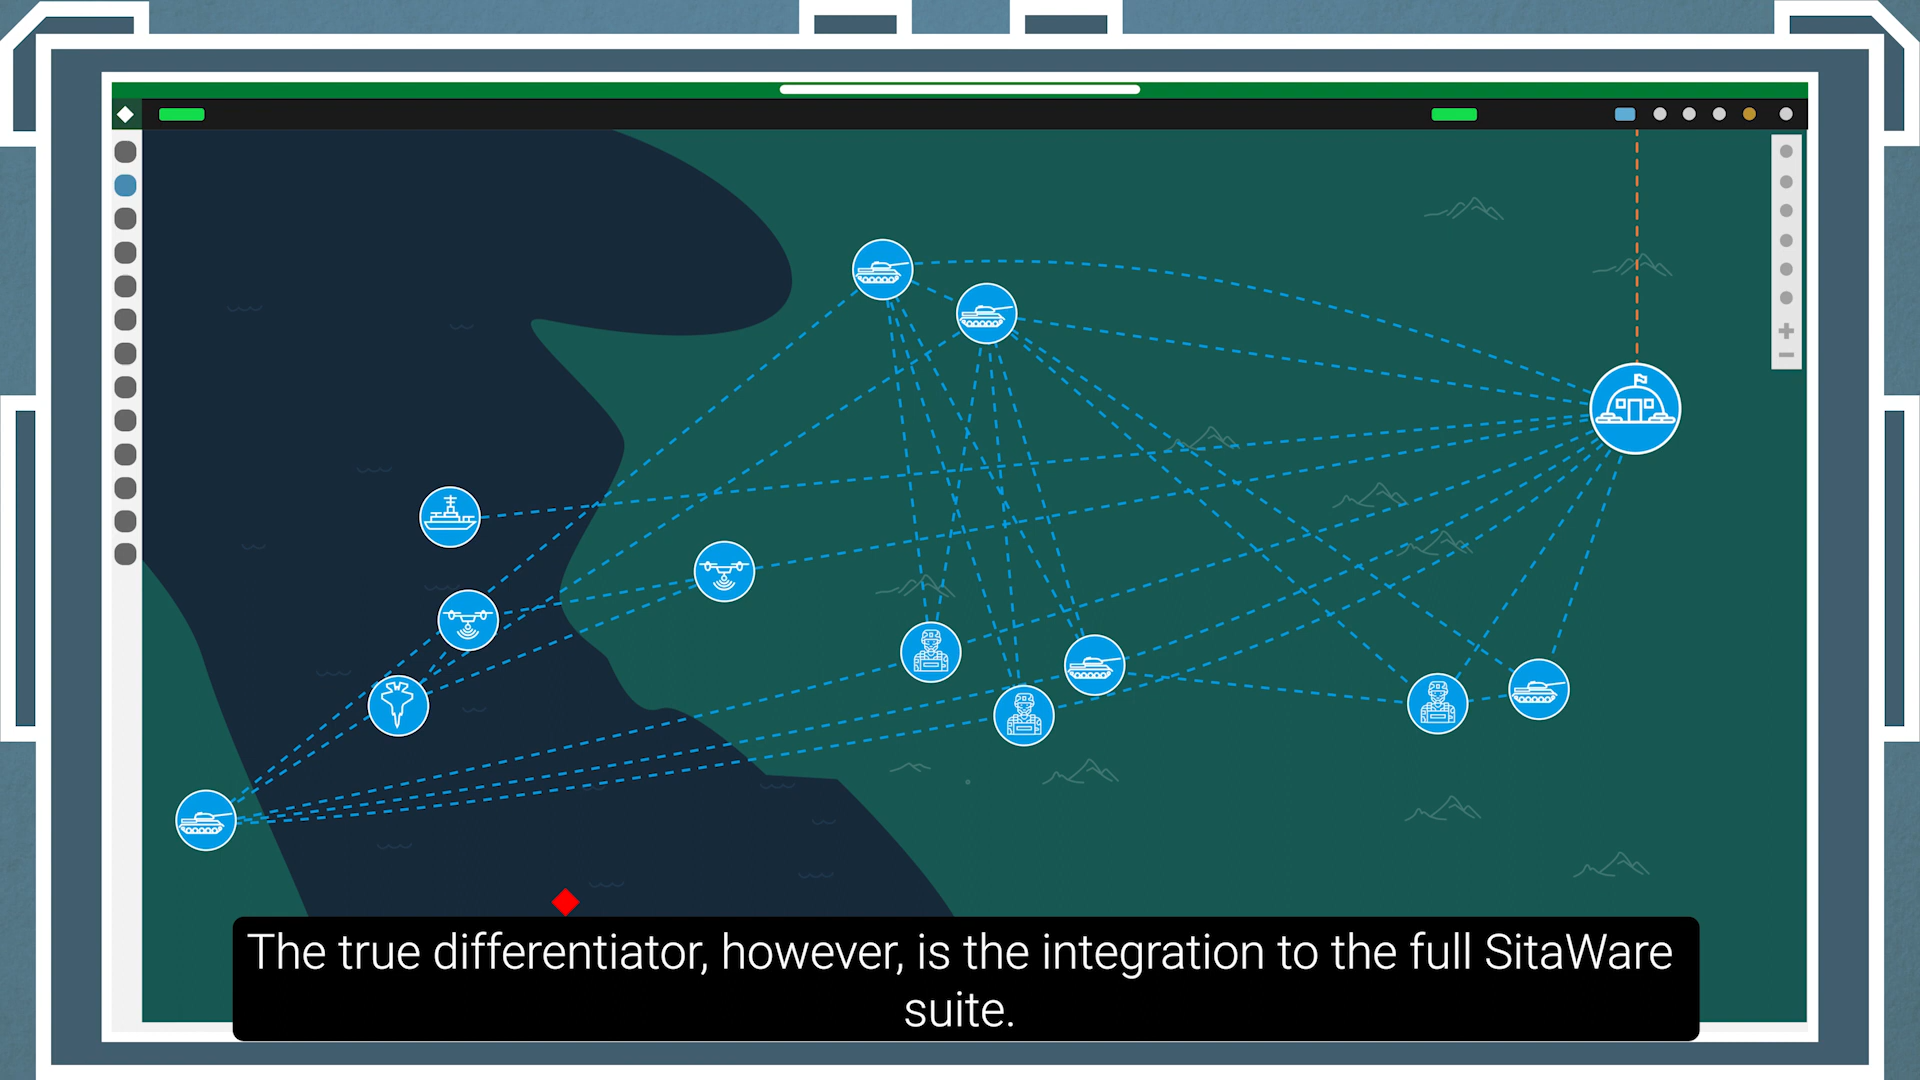 The true differentiator, however, is the integration to the full SitaWare
suite.